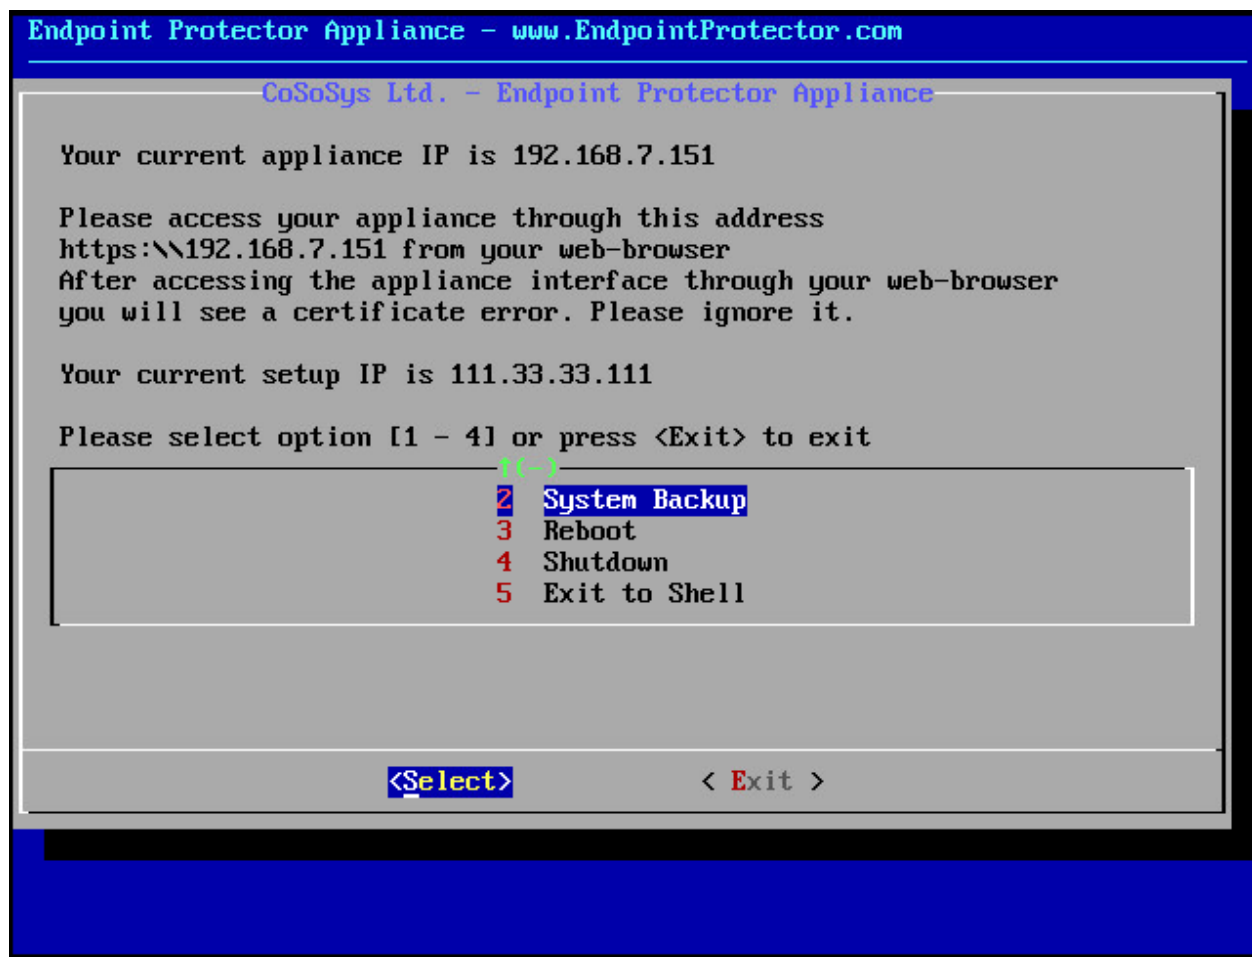 Endpoint Protector Appliance - www.EndpointProtector.com
CoSoSys Ltd. - Endpoint Protector Appliance
Your current appliance IP is 192.168.7.151
Please access your appliance through this address
https:\\192.168.7.151 from your web-browser
After accessing the appliance interface through your web-browser
you will see a certificate error. Please ignore it.
Your current setup IP is 111.33.33.111
Please select option [1 - 4] or press <Exit> to exit
↑(-)
2 System Backup
3 Reboot
4 Shutdown
5 Exit to Shell
<Select> < Exit >